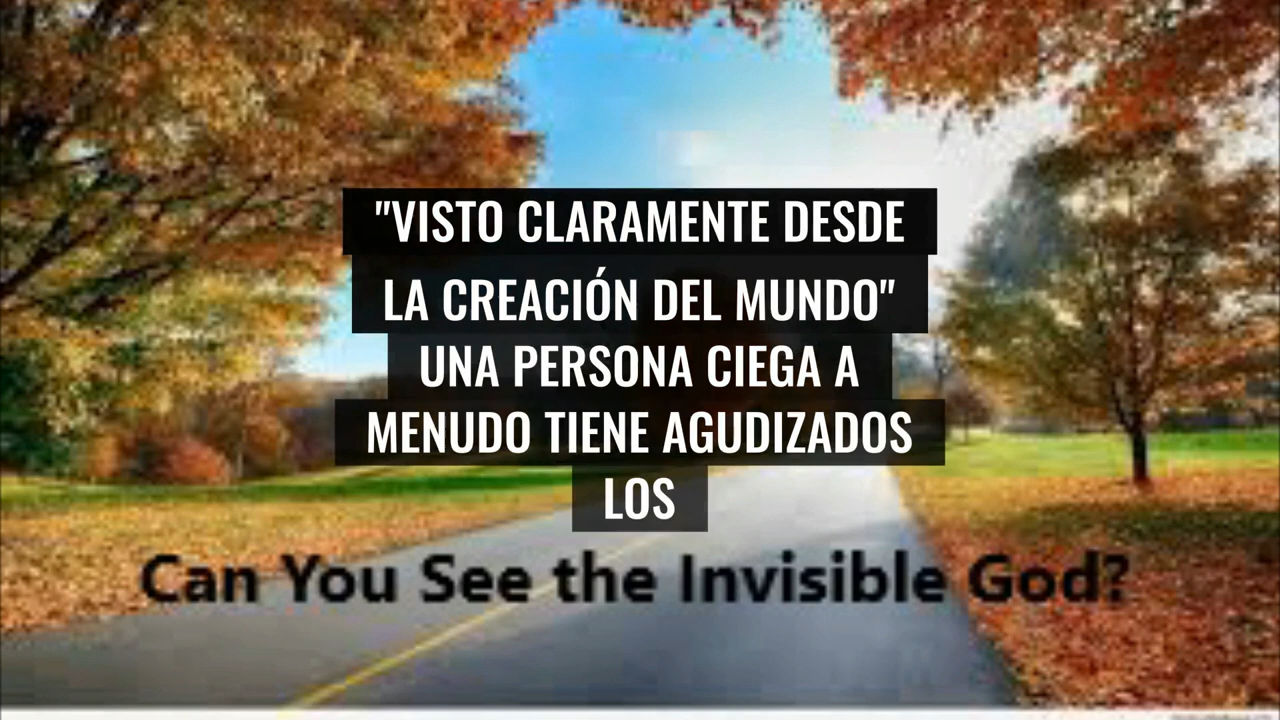 "VISTO CLARAMENTE DESDE
LA CREACIÓN DEL MUNDO"
UNA PERSONA CIEGA A
MENUDO TIENE AGUDIZADOS
LOS
Can You See the Invisible God?